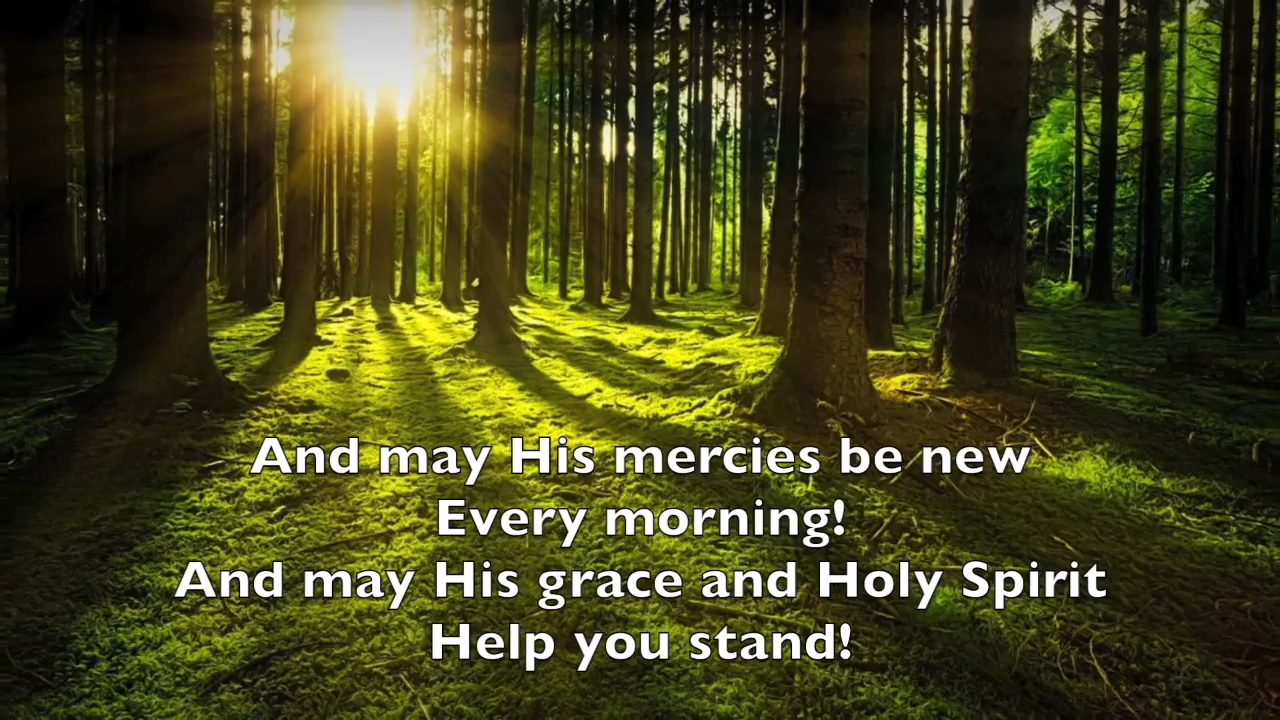 And may His mercies be new
Every morning!
And may His grace and Holy Spirit
Help you stand!